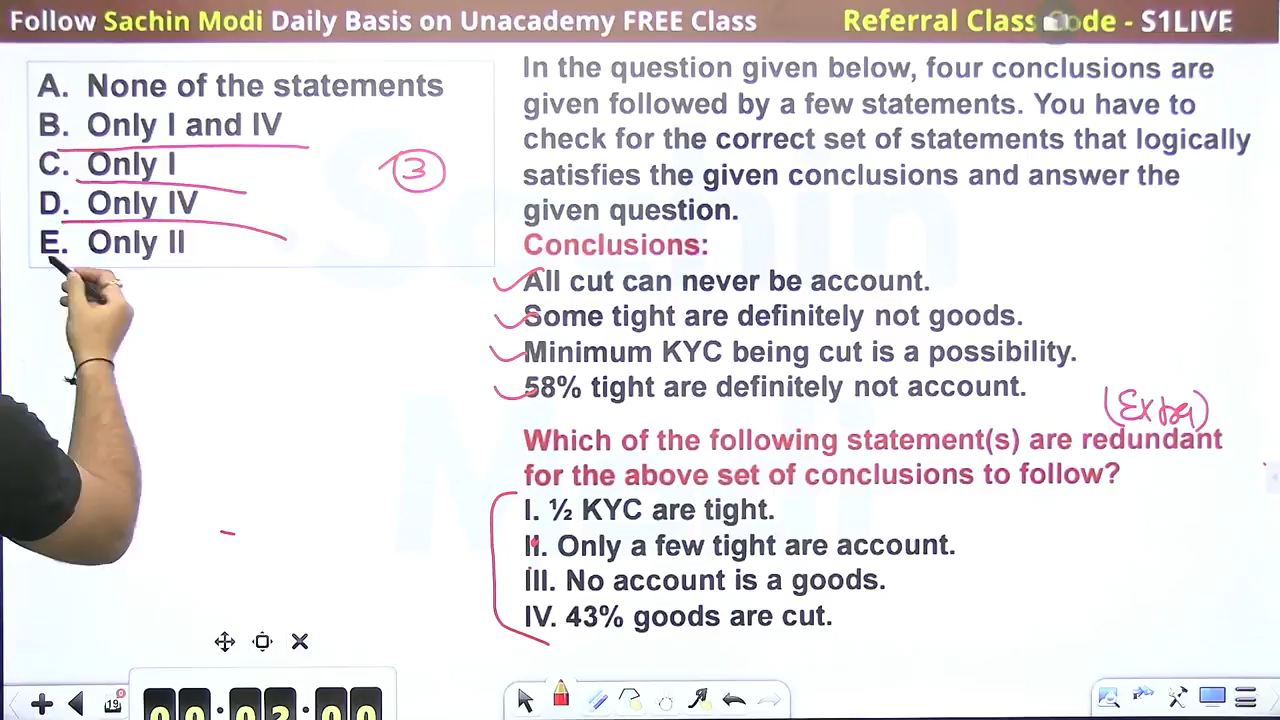 Follow Sachin Modi Daily Basis on Unacademy FREE Class
Referral Class Code - S1LIVE
A. None of the statements
B. Only I and IV
C. Only I
D. Only IV
E. Only II
3
In the question given below, four conclusions are
given followed by a few statements. You have to
check for the correct set of statements that logically
satisfies the given conclusions and answer the
given question.
Conclusions:
All cut can never be account.
Some tight are definitely not goods.
Minimum KYC being cut is a possibility.
58% tight are definitely not account.
(Extra)
Which of the following statement(s) are redundant
for the above set of conclusions to follow?
I. ½ KYC are tight.
II. Only a few tight are account.
III. No account is a goods.
IV. 43% goods are cut.
00:02:00
19